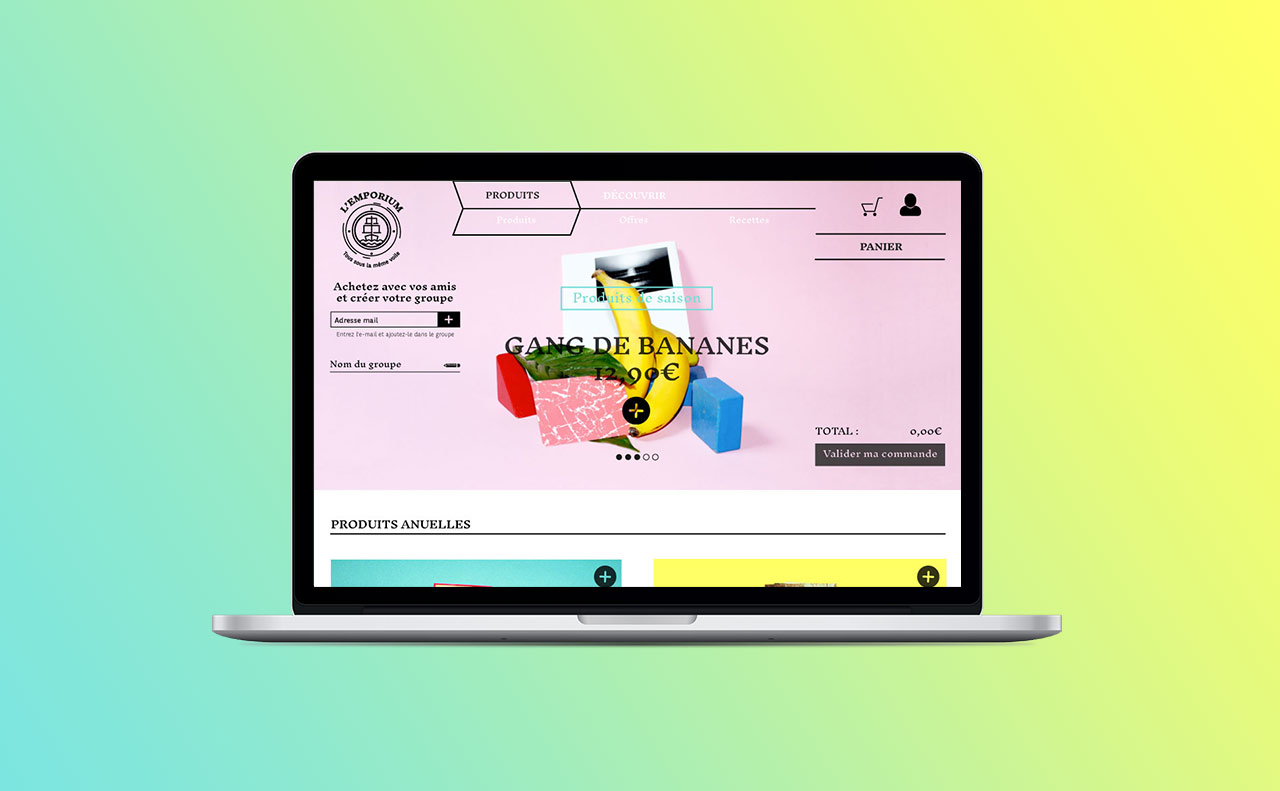 L'EMPORIUM
Tous sous la même voile
PRODUITS
DÉCOUVRIR
Produits
Offres
Recettes
PANIER
Achetez avec vos amis
et créer votre groupe
Adresse mail
Entrez l'e-mail et ajoutez-le dans le groupe
Nom du groupe
Produits de saison
GANG DE BANANES
12,90€
TOTAL : 0,00€
Valider ma commande
PRODUITS ANUELLES